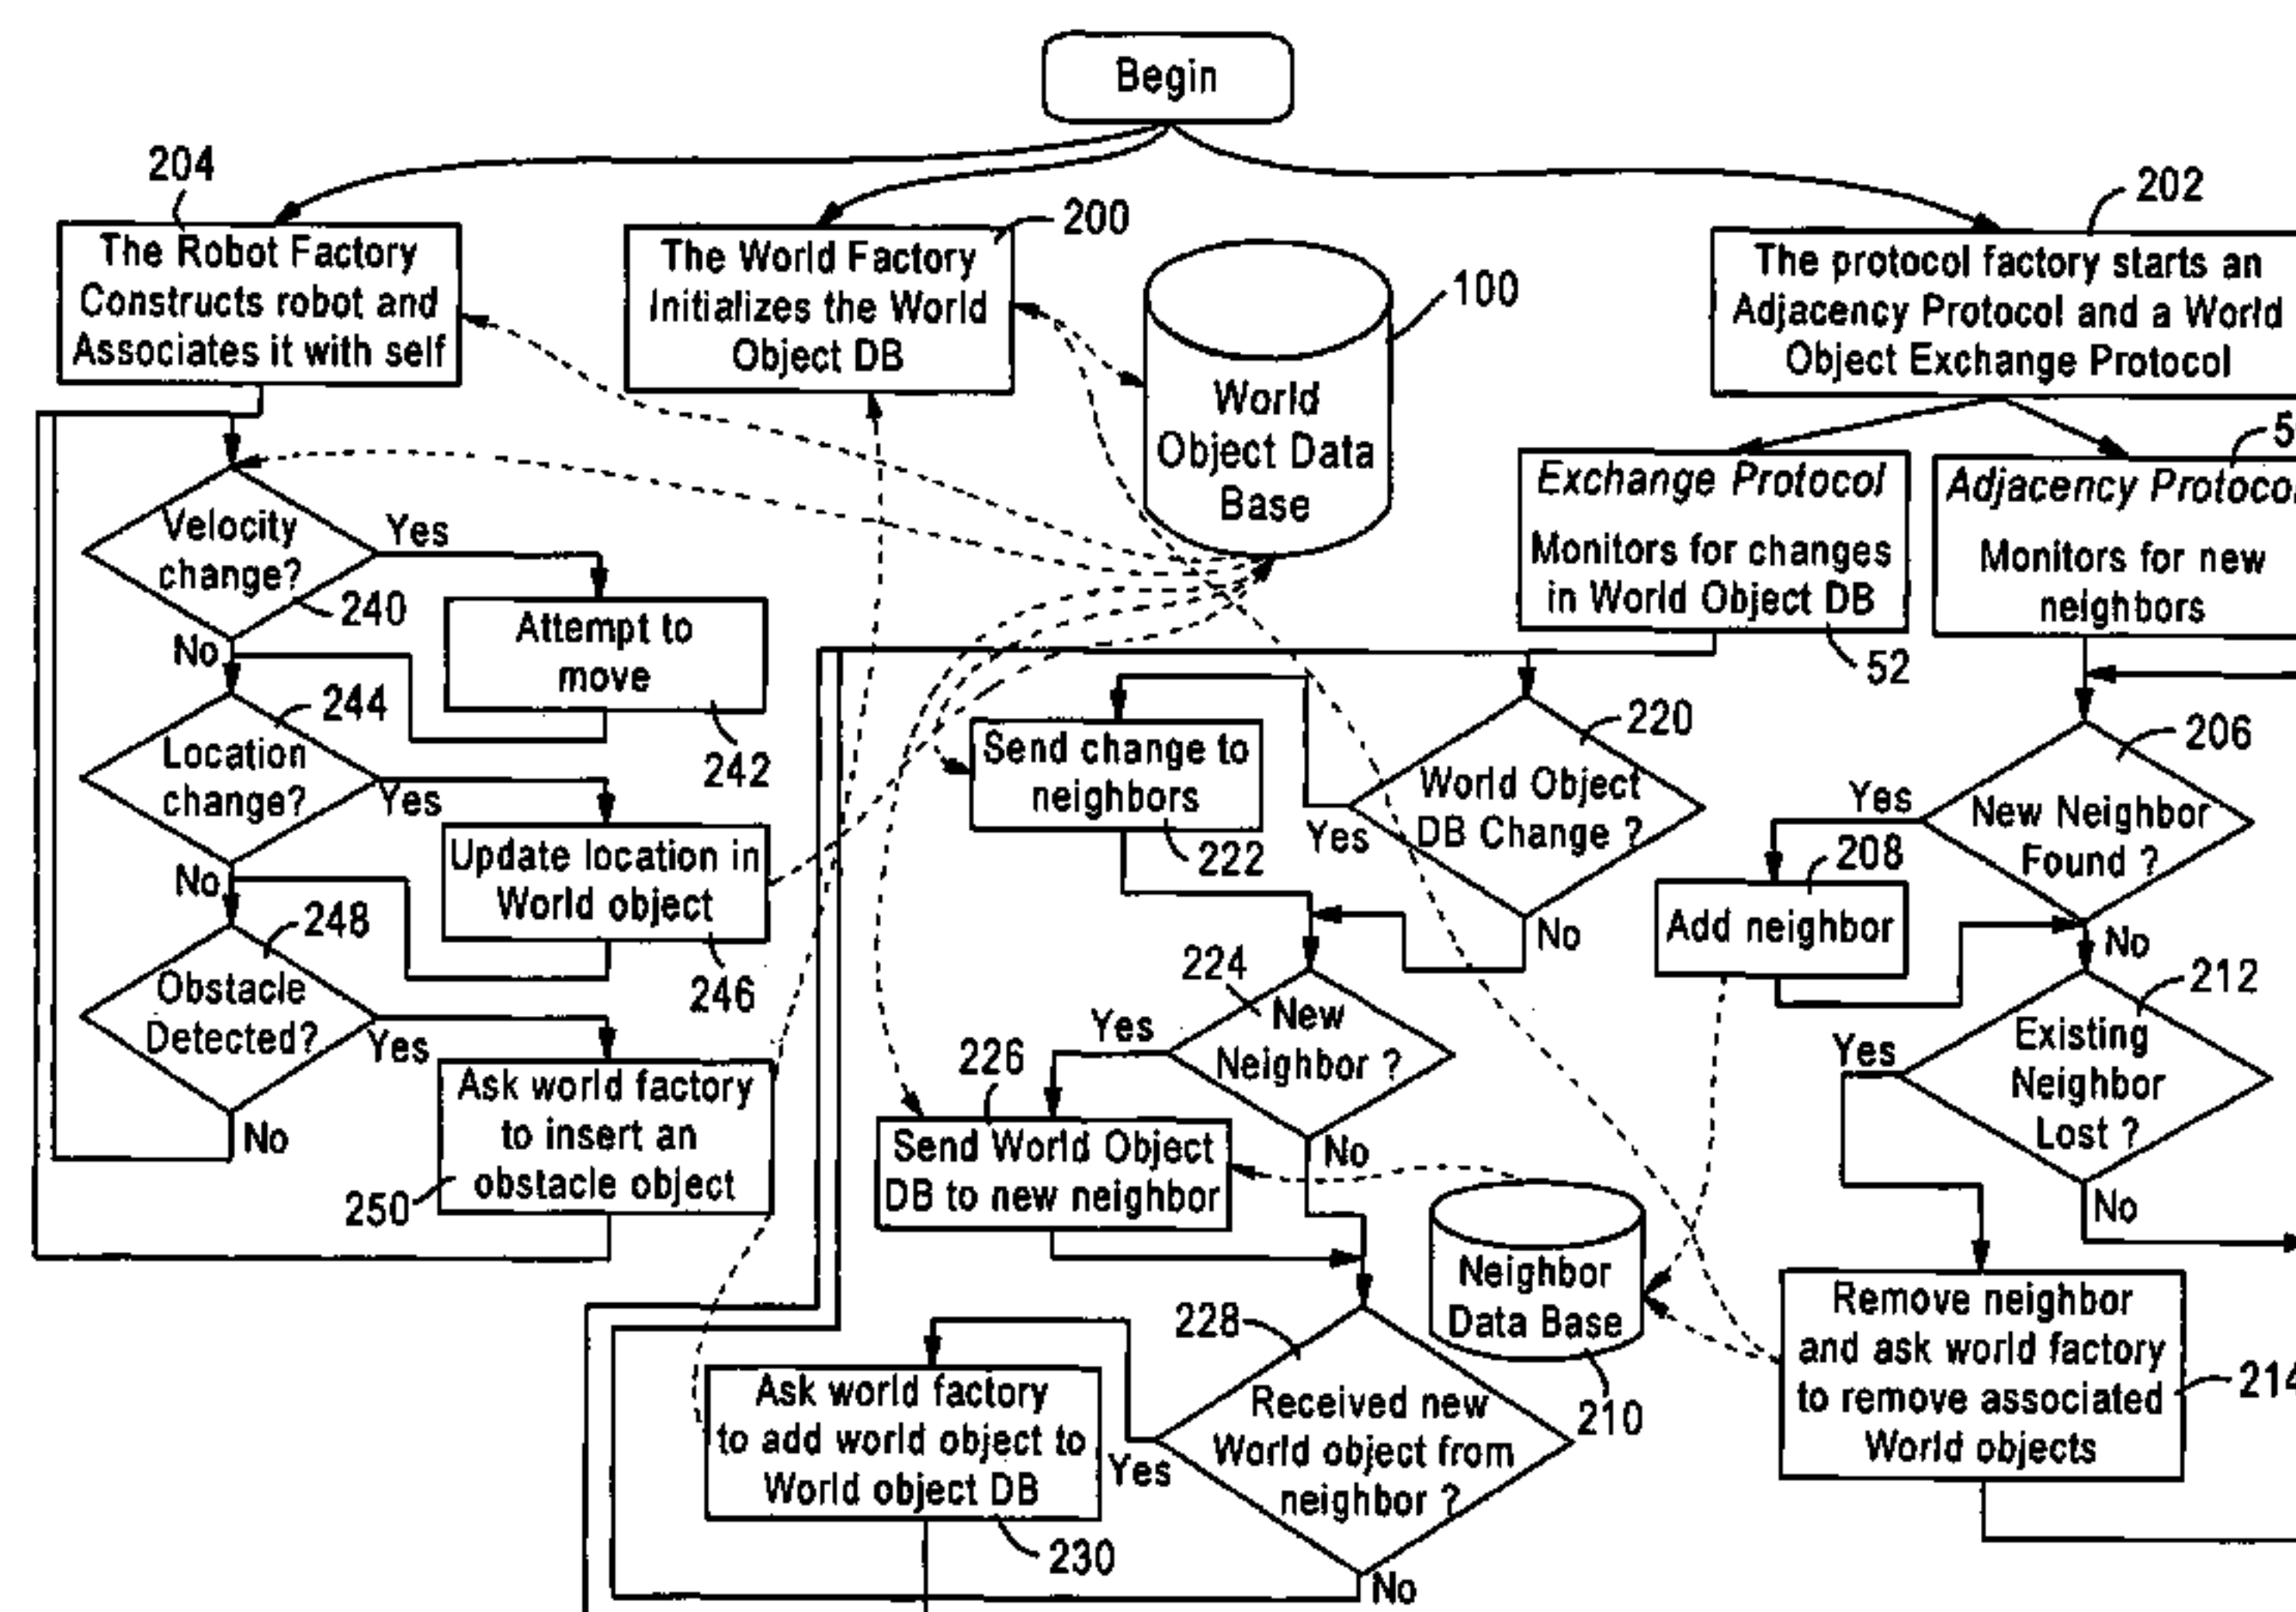 Begin
204
The Robot Factory
Constructs robot and
Associates it with self
200
The World Factory
Initializes the World
Object DB
100
World
Object Data
Base
202
The protocol factory starts an
Adjacency Protocol and a World
Object Exchange Protocol
Exchange Protocol
Monitors for changes
in World Object DB
52
5
Adjacency Protocol
Monitors for new
neighbors
Velocity
change?
Yes
240
No
Attempt to
move
242
244
Location
change?
Yes
No
Update location in
World object
246
248
Obstacle
Detected?
Yes
No
Ask world factory
to insert an
obstacle object
250
Send change to
neighbors
222
220
World Object
DB Change ?
Yes
No
224
New
Neighbor ?
Yes
No
226
Send World Object
DB to new neighbor
206
New Neighbor
Found ?
Yes
No
208
Add neighbor
212
Existing
Neighbor
Lost ?
Yes
No
Neighbor
Data Base
210
228
Received new
World object from
neighbor ?
Yes
No
Ask world factory
to add world object to
World object DB
230
Remove neighbor
and ask world factory
to remove associated
World objects
214